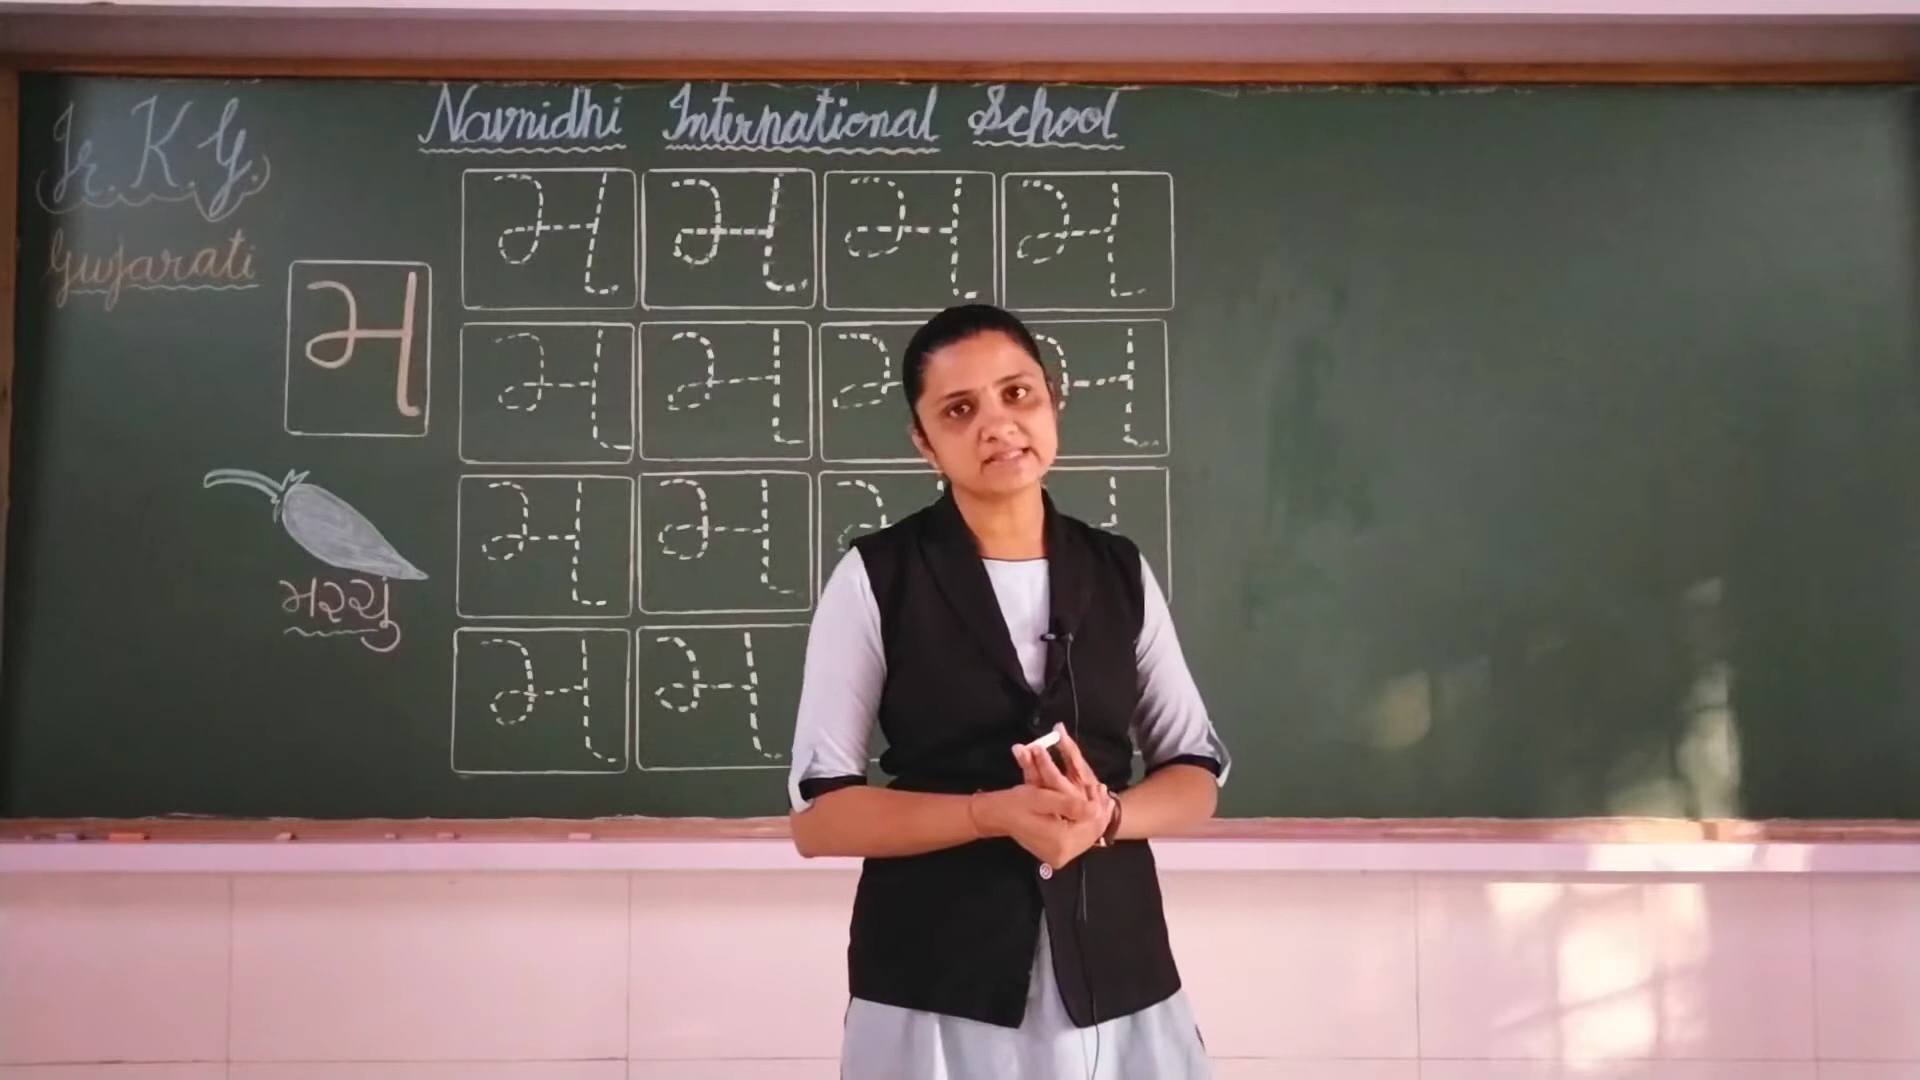 Jr. K. G.
Navnidhi International School
Gujarati
મ
મ મ મ મ
મ મ મ મ
મ મ
મરચું
મ મ